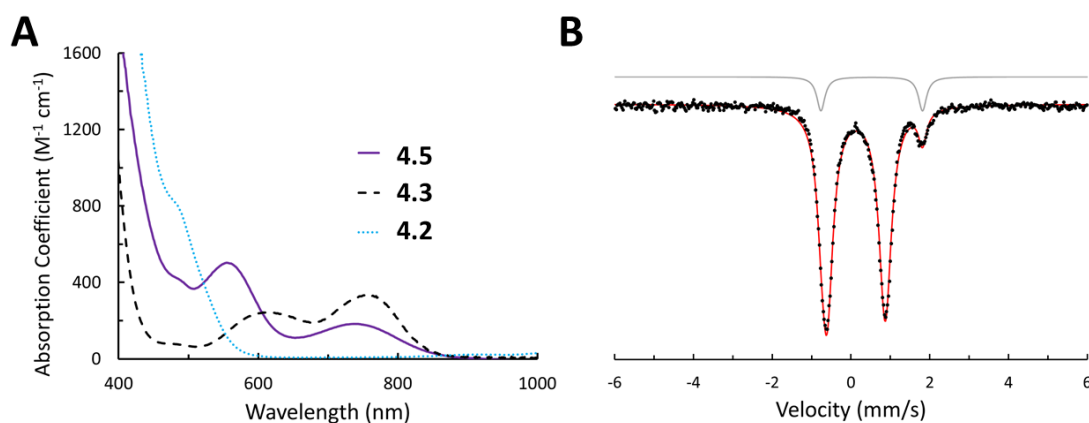 A
B
1600
1200
800
400
0
Absorption Coefficient (M⁻¹ cm⁻¹)
4.5
4.3
4.2
400 600 800 1000
Wavelength (nm)
-6 -4 -2 0 2 4 6
Velocity (mm/s)